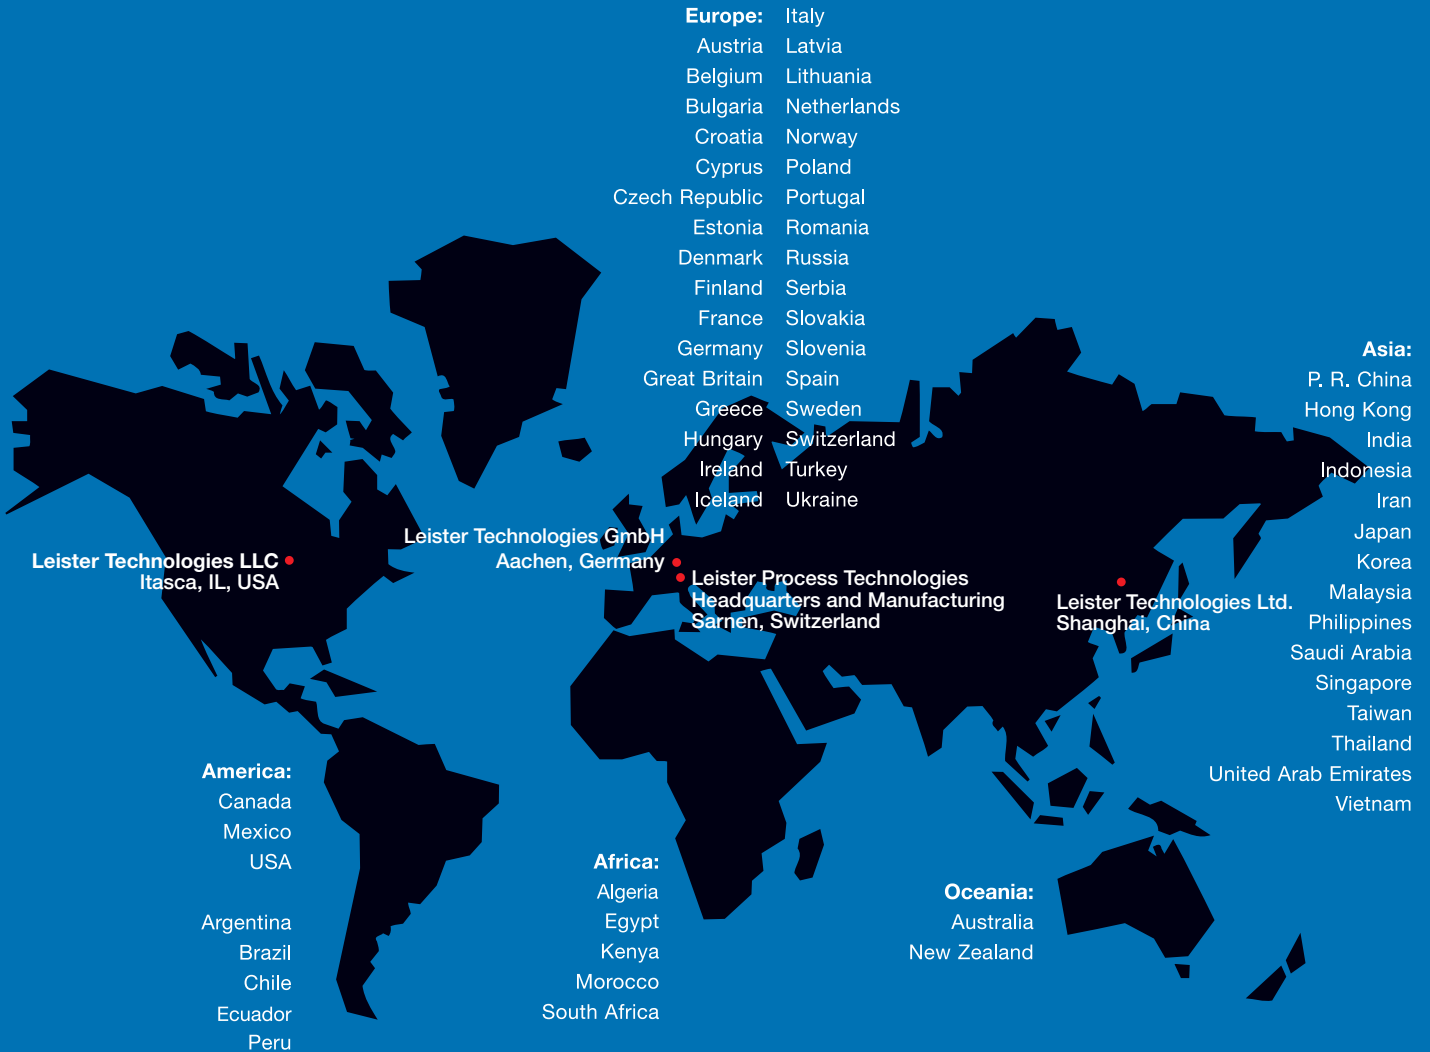 Europe:
Austria
Belgium
Bulgaria
Croatia
Cyprus
Czech Republic
Estonia
Denmark
Finland
France
Germany
Great Britain
Greece
Hungary
Ireland
Iceland
Italy
Latvia
Lithuania
Netherlands
Norway
Poland
Portugal
Romania
Russia
Serbia
Slovakia
Slovenia
Spain
Sweden
Switzerland
Turkey
Ukraine
Asia:
P. R. China
Hong Kong
India
Indonesia
Iran
Japan
Korea
Malaysia
Philippines
Saudi Arabia
Singapore
Taiwan
Thailand
United Arab Emirates
Vietnam
Leister Technologies LLC
Itasca, IL, USA
Leister Technologies GmbH
Aachen, Germany
Leister Process Technologies
Headquarters and Manufacturing
Sarnen, Switzerland
Leister Technologies Ltd.
Shanghai, China
America:
Canada
Mexico
USA
Argentina
Brazil
Chile
Ecuador
Peru
Africa:
Algeria
Egypt
Kenya
Morocco
South Africa
Oceania:
Australia
New Zealand